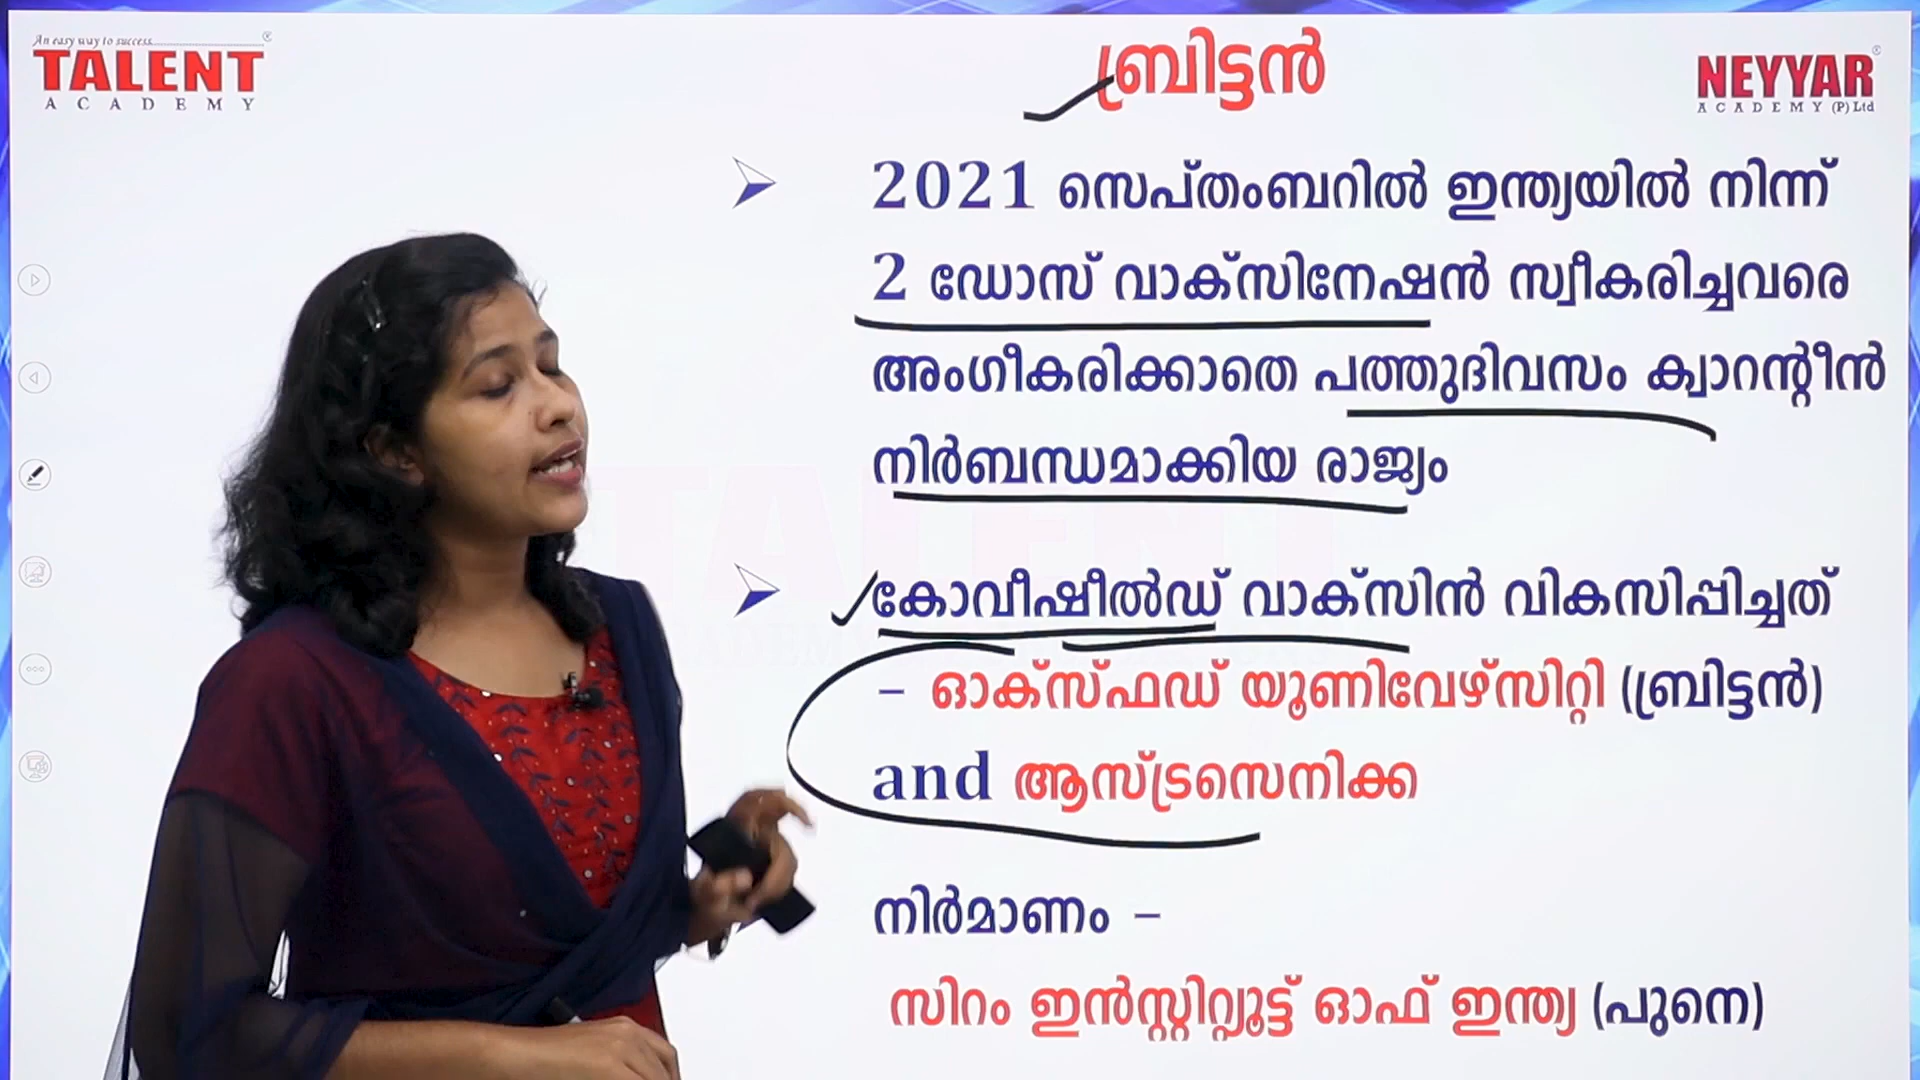 An easy way to success
TALENT
ACADEMY
ബ്രിട്ടൻ
NEYYAR
ACADEMY (P) Ltd
2021 സെപ്തംബറിൽ ഇന്ത്യയിൽ നിന്ന്
2 ഡോസ് വാക്സിനേഷൻ സ്വീകരിച്ചവരെ
അംഗീകരിക്കാതെ പത്തുദിവസം ക്വാറന്റീൻ
നിർബന്ധമാക്കിയ രാജ്യം
കോവീഷീൽഡ് വാക്സിൻ വികസിപ്പിച്ചത്
– ഓക്സ്ഫഡ് യൂണിവേഴ്സിറ്റി (ബ്രിട്ടൻ)
and ആസ്ട്രസെനിക്ക
നിർമാണം –
സിറം ഇൻസ്റ്റിറ്റ്യൂട്ട് ഓഫ് ഇന്ത്യ (പുനെ)